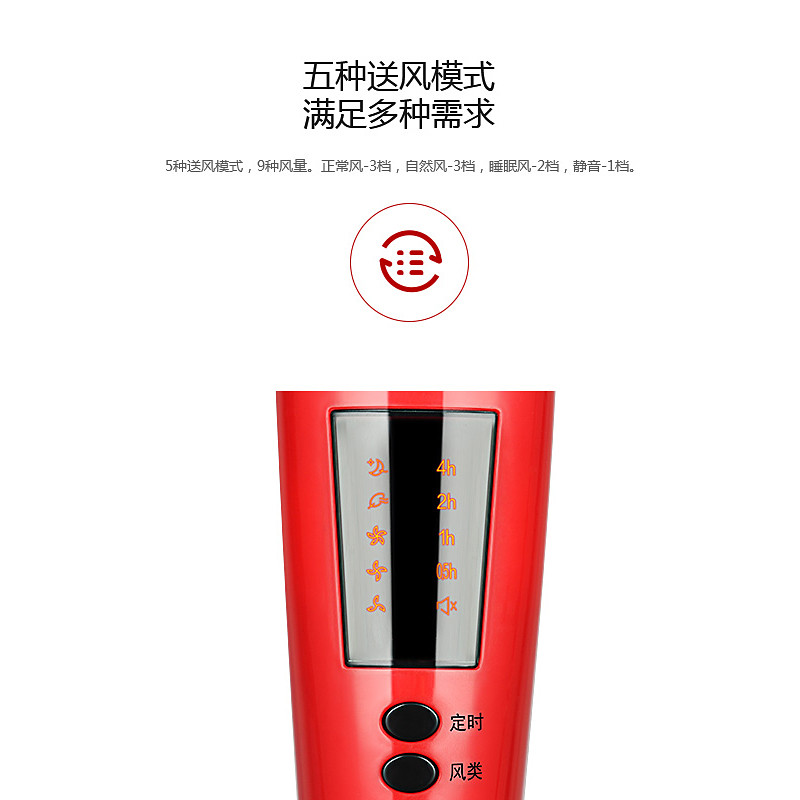 五种送风模式
满足多种需求
5种送风模式，9种风量。正常风-3档，自然风-3档，睡眠风-2档，静音-1档。
4h
2h
1h
0.5h
定时
风类